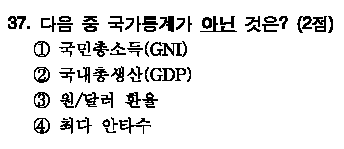 37. 다음 중 국가통계가 아닌 것은? (2점)
① 국민총소득(GNI)
② 국내총생산(GDP)
③ 원/달러 환율
④ 최다 안타수